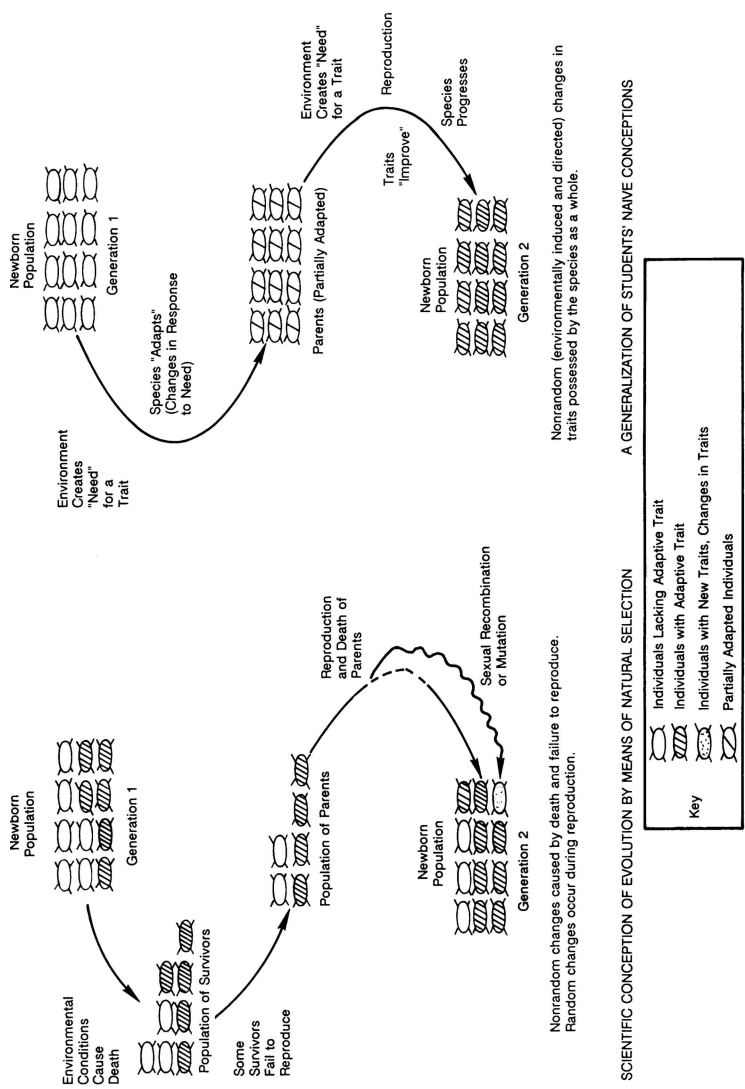 Newborn
Population
Generation 1
Environmental
Conditions
Cause
Death
Population of Survivors
Some
Survivors
Fail to
Reproduce
Population of Parents
Reproduction
and Death of
Parents
Sexual Recombination
or Mutation
Newborn
Population
Generation 2
Nonrandom changes caused by death and failure to reproduce.
Random changes occur during reproduction.
SCIENTIFIC CONCEPTION OF EVOLUTION BY MEANS OF NATURAL SELECTION
Newborn
Population
Generation 1
Environment
Creates
"Need"
for a
Trait
Species "Adapts"
(Changes in Response
to Need)
Parents (Partially Adapted)
Environment
Creates "Need"
for a Trait
Reproduction
Traits
"Improve"
Species
Progresses
Newborn
Population
Generation 2
Nonrandom (environmentally induced and directed) changes in
traits possessed by the species as a whole.
A GENERALIZATION OF STUDENTS' NAIVE CONCEPTIONS
Key
Individuals Lacking Adaptive Trait
Individuals with Adaptive Trait
Individuals with New Traits, Changes in Traits
Partially Adapted Individuals